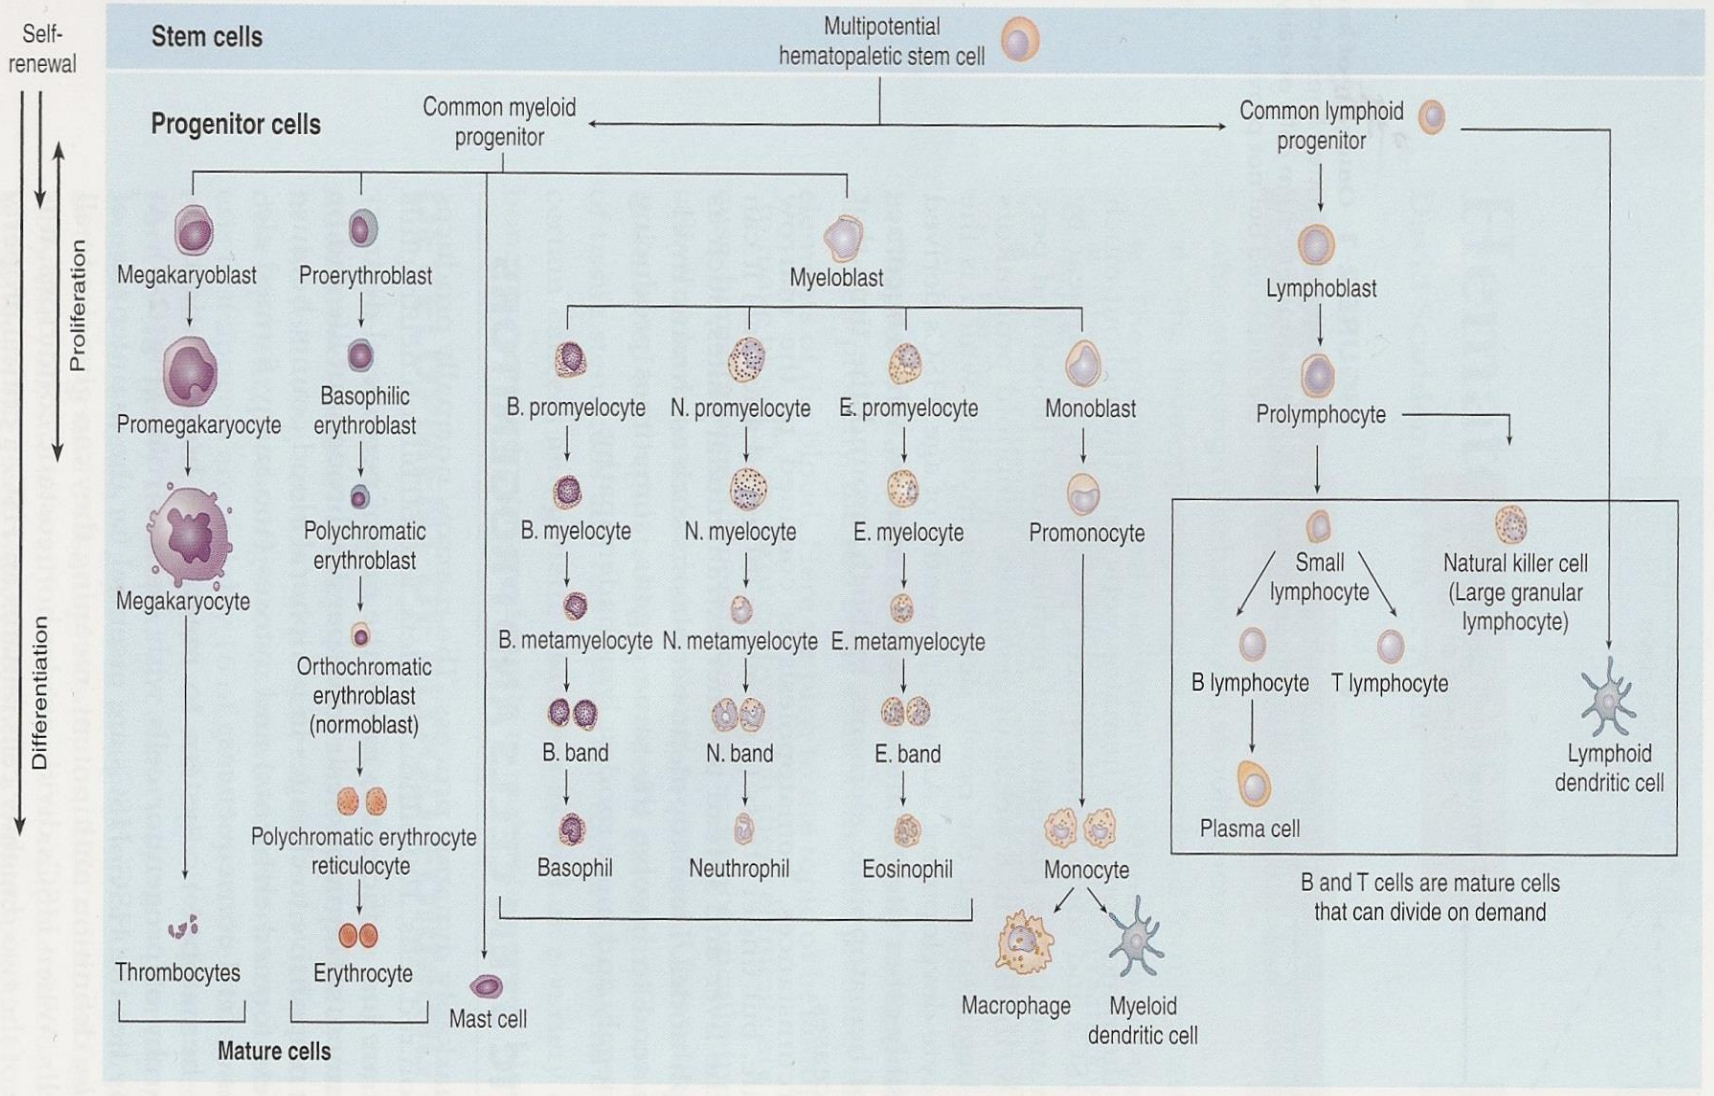 Self-
renewal
Proliferation
Differentiation
Stem cells
Multipotential
hematopaletic stem cell
Progenitor cells
Common myeloid
progenitor
Common lymphoid
progenitor
Megakaryoblast
Proerythroblast
Myeloblast
Lymphoblast
Promegakaryocyte
Basophilic
erythroblast
B. promyelocyte
N. promyelocyte
E. promyelocyte
Monoblast
Prolymphocyte
Megakaryocyte
Polychromatic
erythroblast
B. myelocyte
N. myelocyte
E. myelocyte
Promonocyte
Small
lymphocyte
Natural killer cell
(Large granular
lymphocyte)
Orthochromatic
erythroblast
(normoblast)
B. metamyelocyte
N. metamyelocyte
E. metamyelocyte
B lymphocyte
T lymphocyte
B. band
N. band
E. band
Lymphoid
dendritic cell
Polychromatic erythrocyte
reticulocyte
Basophil
Neuthrophil
Eosinophil
Monocyte
Plasma cell
B and T cells are mature cells
that can divide on demand
Thrombocytes
Erythrocyte
Mast cell
Macrophage
Myeloid
dendritic cell
Mature cells